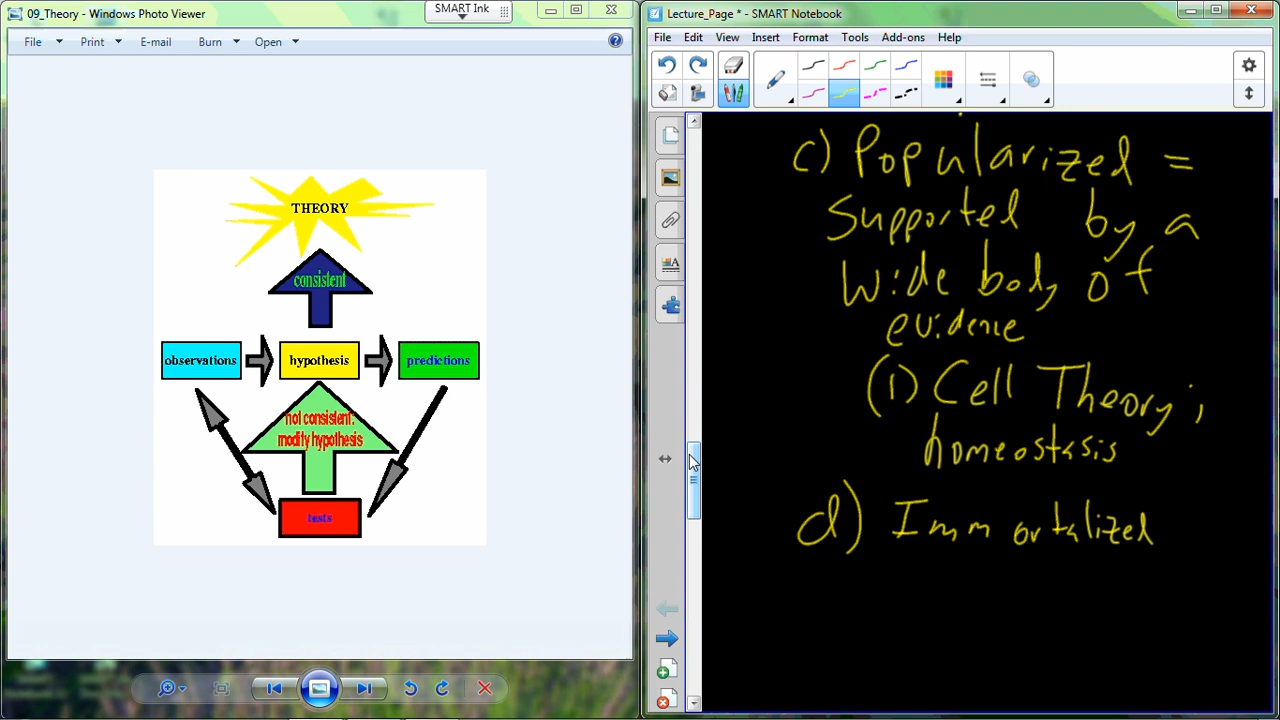 09_Theory - Windows Photo Viewer
SMART Ink
File Print E-mail Burn Open
THEORY
consistent
observations hypothesis predictions
not consistent:
modify hypothesis
tests
Lecture_Page * - SMART Notebook
File Edit View Insert Format Tools Add-ons Help
c) Popularized =
Supported by a
Wide body of
evidence
(1) Cell Theory;
homeostasis
d) Immortalized